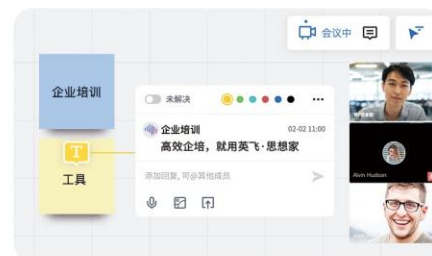 会议中
企业培训
工具
T
未解决
企业培训
02-02 11:00
高效企培，就用英飞·思想家
添加回复, 可@其他成员
Alvin Hudson